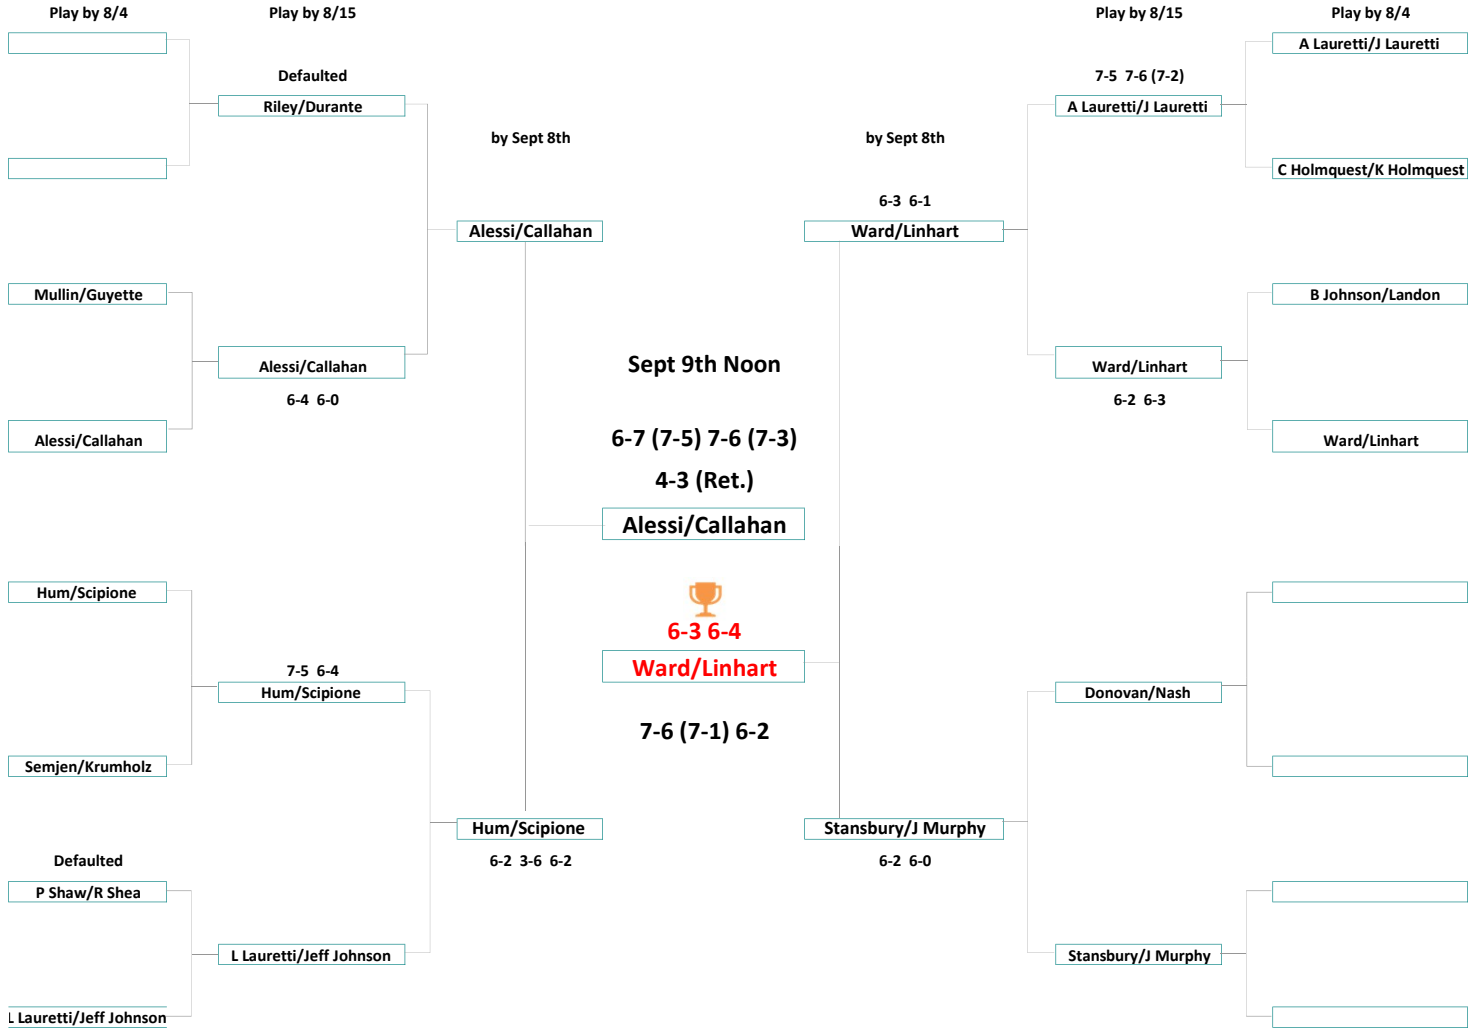 Play by 8/4
Play by 8/15
Play by 8/15
Play by 8/4
A Lauretti/J Lauretti
Defaulted
7-5 7-6 (7-2)
Riley/Durante
A Lauretti/J Lauretti
by Sept 8th
by Sept 8th
C Holmquest/K Holmquest
6-3 6-1
Alessi/Callahan
Ward/Linhart
Mullin/Guyette
B Johnson/Landon
Alessi/Callahan
Sept 9th Noon
Ward/Linhart
6-4 6-0
6-2 6-3
Alessi/Callahan
6-7 (7-5) 7-6 (7-3)
Ward/Linhart
4-3 (Ret.)
Alessi/Callahan
Hum/Scipione
6-3 6-4
7-5 6-4
Ward/Linhart
Hum/Scipione
Donovan/Nash
7-6 (7-1) 6-2
Semjen/Krumholz
Hum/Scipione
Stansbury/J Murphy
Defaulted
6-2 3-6 6-2
6-2 6-0
P Shaw/R Shea
L Lauretti/Jeff Johnson
Stansbury/J Murphy
L Lauretti/Jeff Johnson